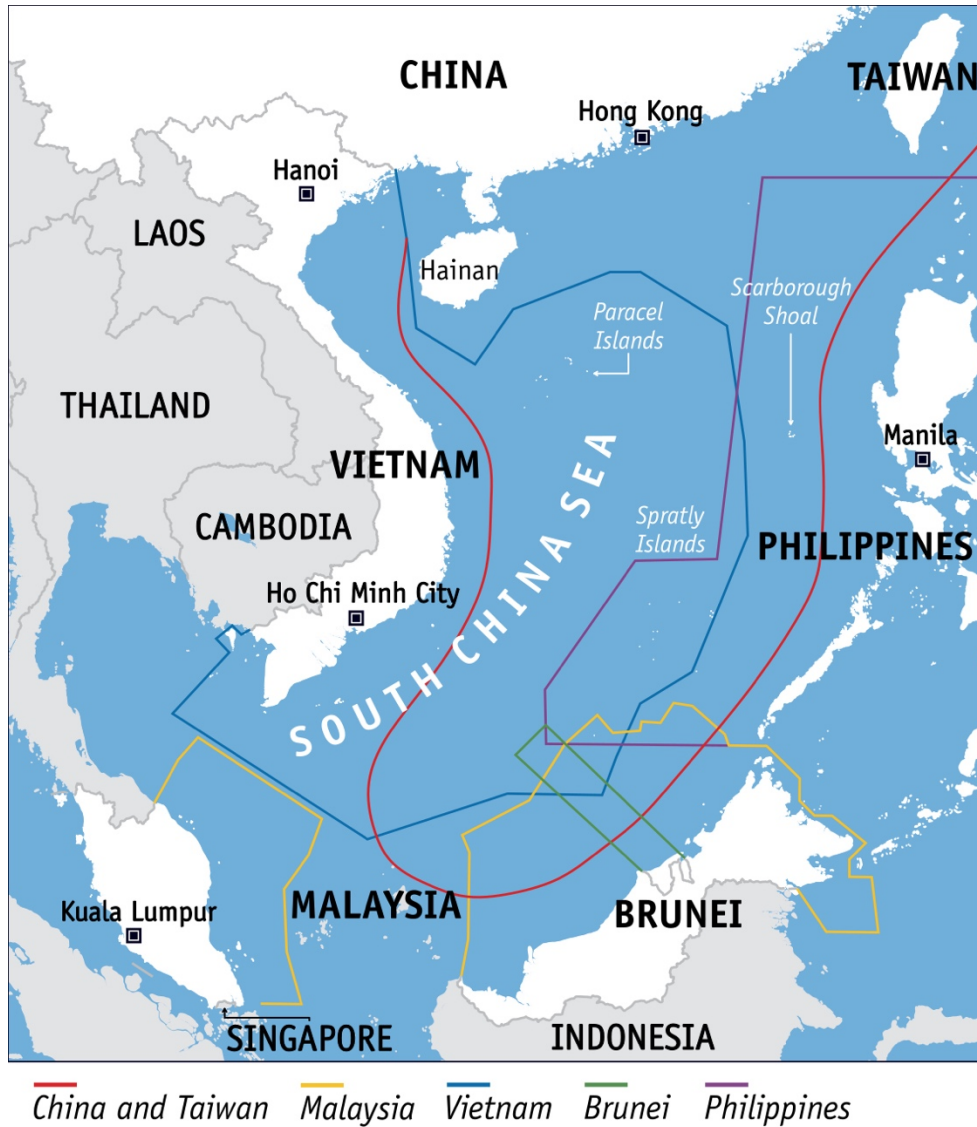 CHINA
TAIWAN
Hong Kong
Hanoi
LAOS
Hainan
Paracel
Islands
Scarborough
Shoal
THAILAND
VIETNAM
Manila
CAMBODIA
Spratly
Islands
PHILIPPINES
Ho Chi Minh City
SOUTH CHINA SEA
Kuala Lumpur
MALAYSIA
BRUNEI
SINGAPORE
INDONESIA
China and Taiwan
Malaysia
Vietnam
Brunei
Philippines